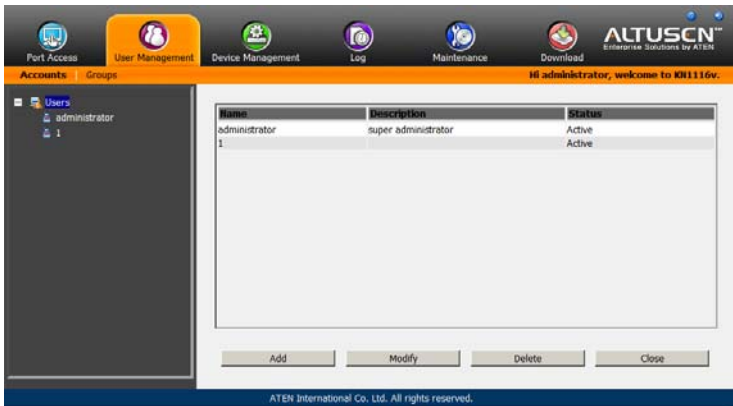 ALTUSCN™
Enterprise Solutions by ATEN
Port Access User Management Device Management Log Maintenance Download
Accounts Groups Hi administrator, welcome to KN1116v.
Users
administrator
1
Name Description Status
administrator super administrator Active
1 Active
Add Modify Delete Close
ATEN International Co. Ltd. All rights reserved.